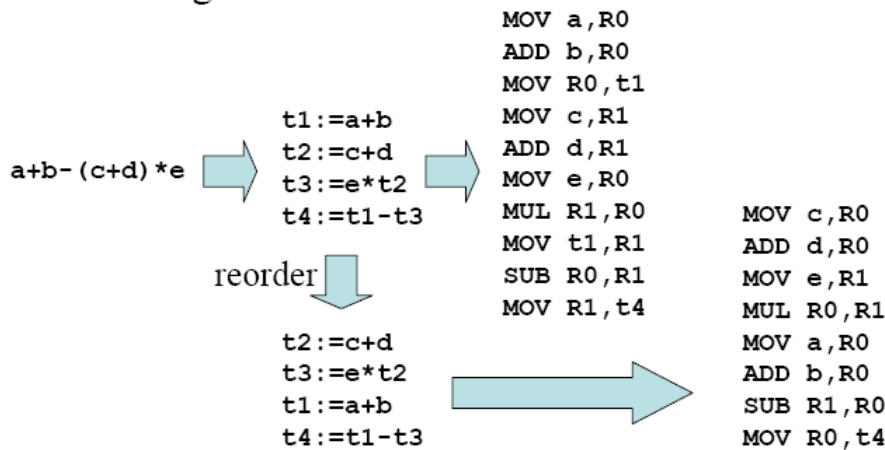 MOV a,R0
ADD b,R0
MOV R0,t1
MOV c,R1
ADD d,R1
MOV e,R0
MUL R1,R0
MOV t1,R1
SUB R0,R1
MOV R1,t4
a+b-(c+d)*e
t1:=a+b
t2:=c+d
t3:=e*t2
t4:=t1-t3
reorder
t2:=c+d
t3:=e*t2
t1:=a+b
t4:=t1-t3
MOV c,R0
ADD d,R0
MOV e,R1
MUL R0,R1
MOV a,R0
ADD b,R0
SUB R1,R0
MOV R0,t4